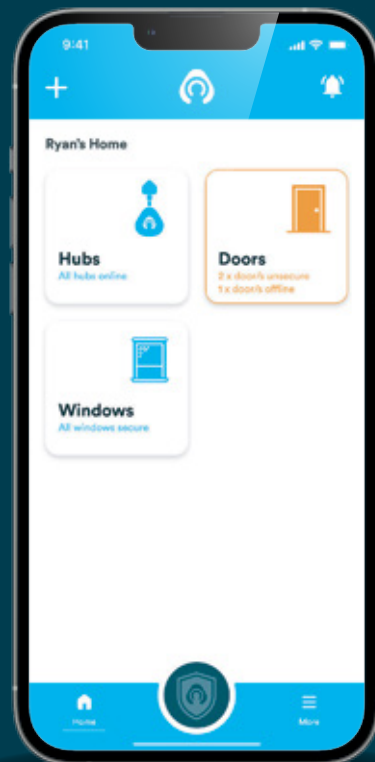 9:41
Ryan's Home
Hubs
All hubs online
Doors
2 x door/s unsecure
1 x door/s offline
Windows
All windows secure
Home
More